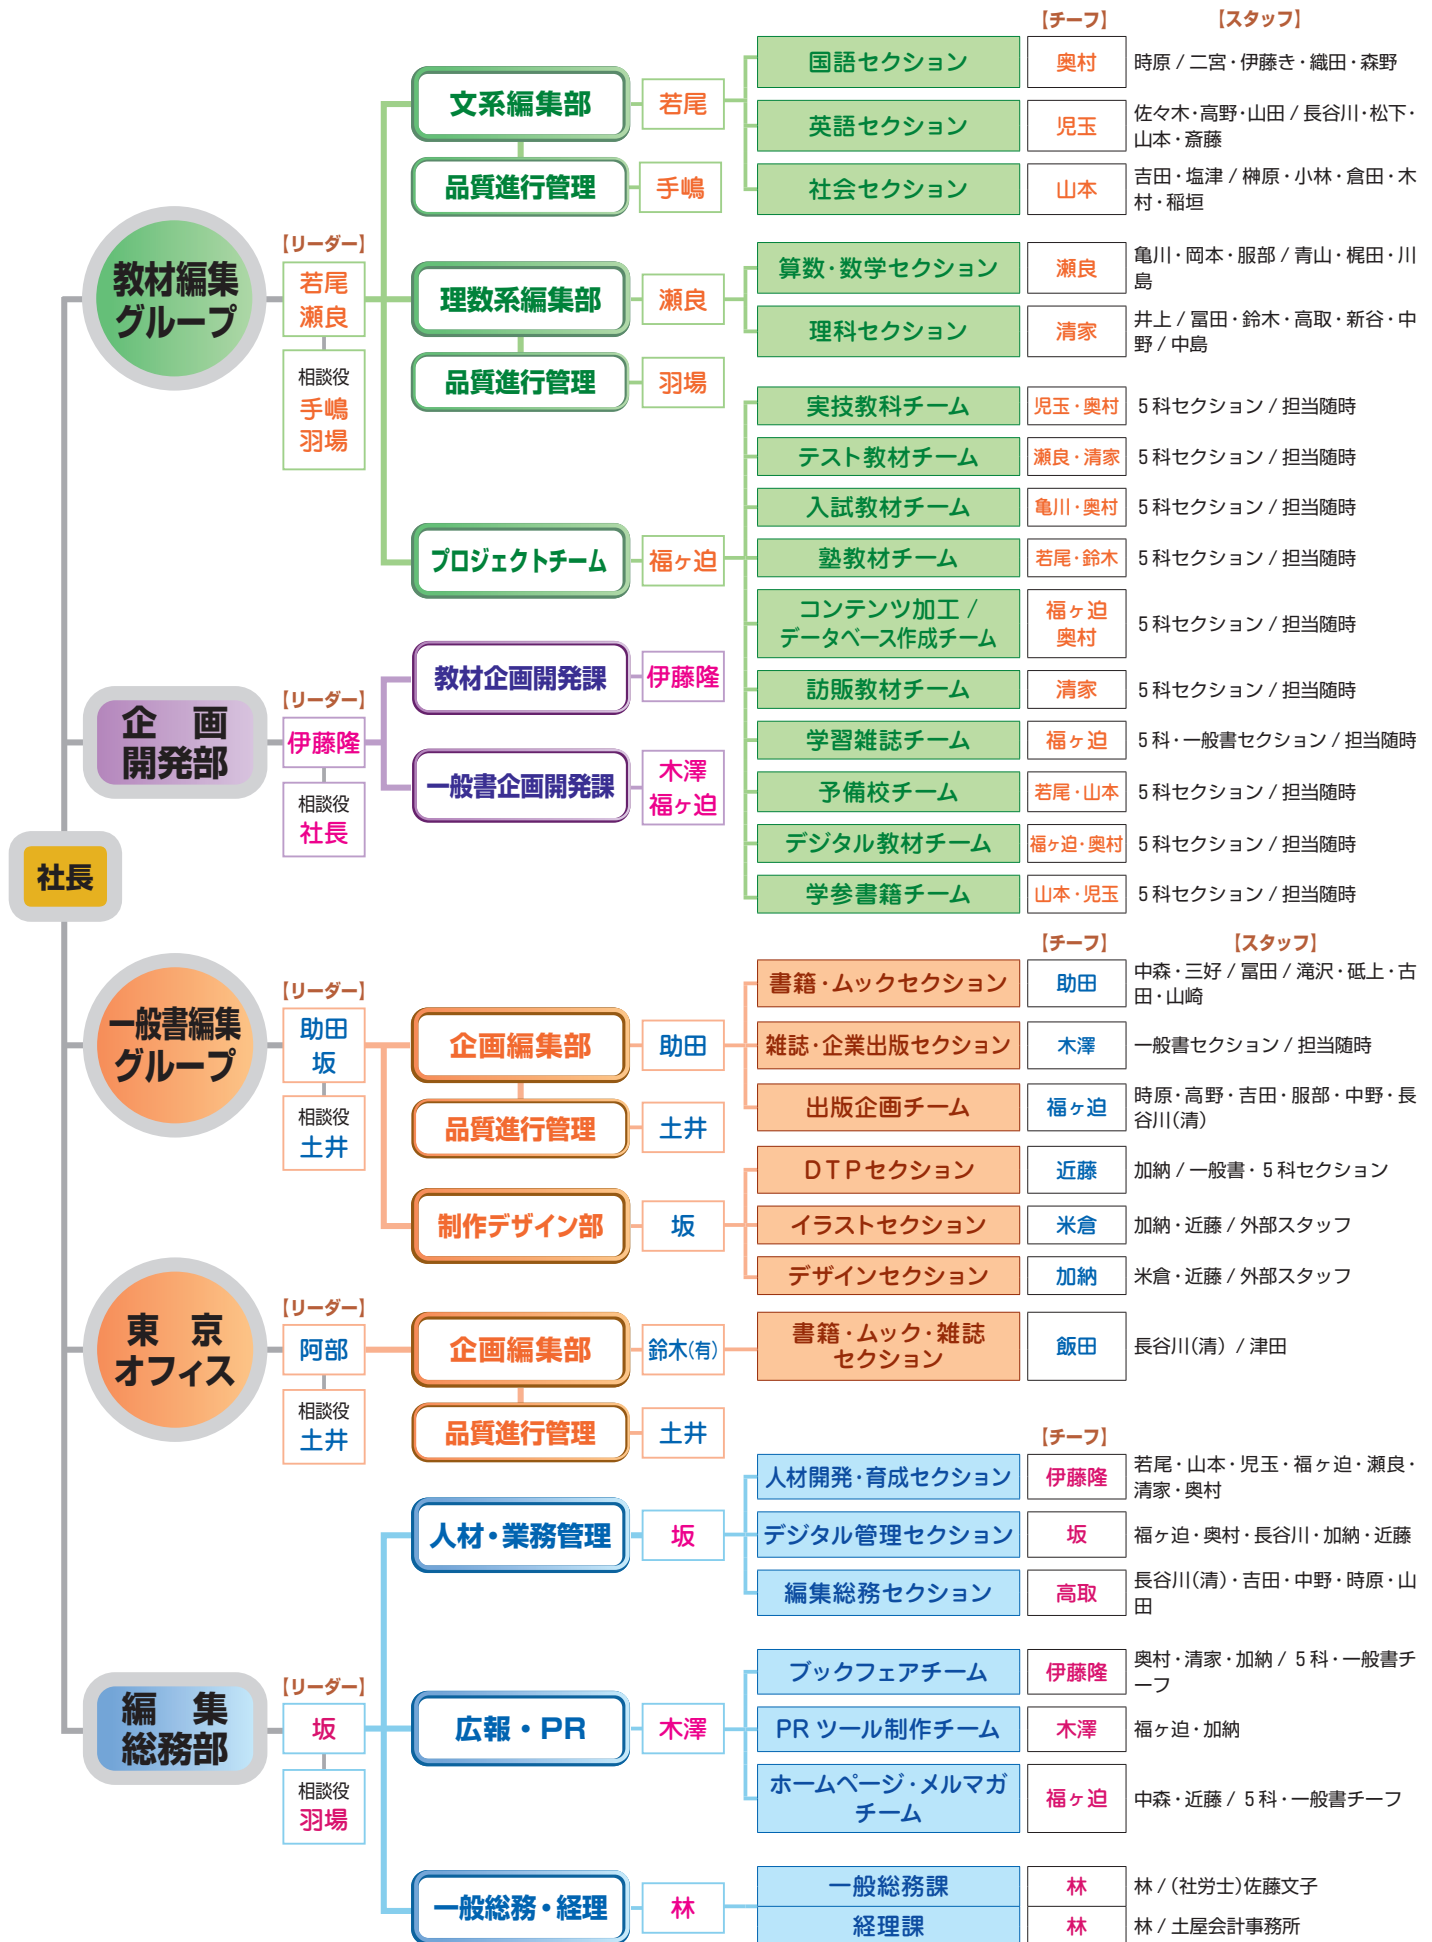 社長
教材編集
グループ
【リーダー】
若尾
瀬良
相談役
手嶋
羽場
文系編集部
若尾
品質進行管理
手嶋
理数系編集部
瀬良
品質進行管理
羽場
プロジェクトチーム
福ヶ迫
【チーフ】
【スタッフ】
国語セクション
奥村
時原 / 二宮・伊藤き・織田・森野
英語セクション
児玉
佐々木・高野・山田 / 長谷川・松下・
山本・斎藤
社会セクション
山本
吉田・塩津 / 榊原・小林・倉田・木
村・稲垣
算数・数学セクション
瀬良
亀川・岡本・服部 / 青山・梶田・川
島
理科セクション
清家
井上 / 冨田・鈴木・高取・新谷・中
野 / 中島
実技教科チーム
児玉・奥村
5科セクション / 担当随時
テスト教材チーム
瀬良・清家
5科セクション / 担当随時
入試教材チーム
亀川・奥村
5科セクション / 担当随時
塾教材チーム
若尾・鈴木
5科セクション / 担当随時
コンテンツ加工 /
データベース作成チーム
福ヶ迫
奥村
5科セクション / 担当随時
訪販教材チーム
清家
5科セクション / 担当随時
学習雑誌チーム
福ヶ迫
5科・一般書セクション / 担当随時
予備校チーム
若尾・山本
5科セクション / 担当随時
デジタル教材チーム
福ヶ迫・奥村
5科セクション / 担当随時
学参書籍チーム
山本・児玉
5科セクション / 担当随時
企　画
開発部
【リーダー】
伊藤隆
相談役
社長
教材企画開発課
伊藤隆
一般書企画開発課
木澤
福ヶ迫
一般書編集
グループ
【リーダー】
助田
坂
相談役
土井
企画編集部
助田
品質進行管理
土井
制作デザイン部
坂
【チーフ】
【スタッフ】
書籍・ムックセクション
助田
中森・三好 / 冨田 / 滝沢・砥上・古
田・山崎
雑誌・企業出版セクション
木澤
一般書セクション / 担当随時
出版企画チーム
福ヶ迫
時原・高野・吉田・服部・中野・長
谷川(清)
DTPセクション
近藤
加納 / 一般書・5科セクション
イラストセクション
米倉
加納・近藤 / 外部スタッフ
デザインセクション
加納
米倉・近藤 / 外部スタッフ
東　京
オフィス
【リーダー】
阿部
相談役
土井
企画編集部
鈴木(有)
品質進行管理
土井
書籍・ムック・雑誌
セクション
飯田
長谷川(清) / 津田
編　集
総務部
【リーダー】
坂
相談役
羽場
人材・業務管理
坂
広報・PR
木澤
一般総務・経理
林
【チーフ】
人材開発・育成セクション
伊藤隆
若尾・山本・児玉・福ヶ迫・瀬良・
清家・奥村
デジタル管理セクション
坂
福ヶ迫・奥村・長谷川・加納・近藤
編集総務セクション
高取
長谷川(清)・吉田・中野・時原・山
田
ブックフェアチーム
伊藤隆
奥村・清家・加納 / 5科・一般書チ
ーフ
PR ツール制作チーム
木澤
福ヶ迫・加納
ホームページ・メルマガ
チーム
福ヶ迫
中森・近藤 / 5科・一般書チーフ
一般総務課
林
林 / (社労士)佐藤文子
経理課
林
林 / 土屋会計事務所